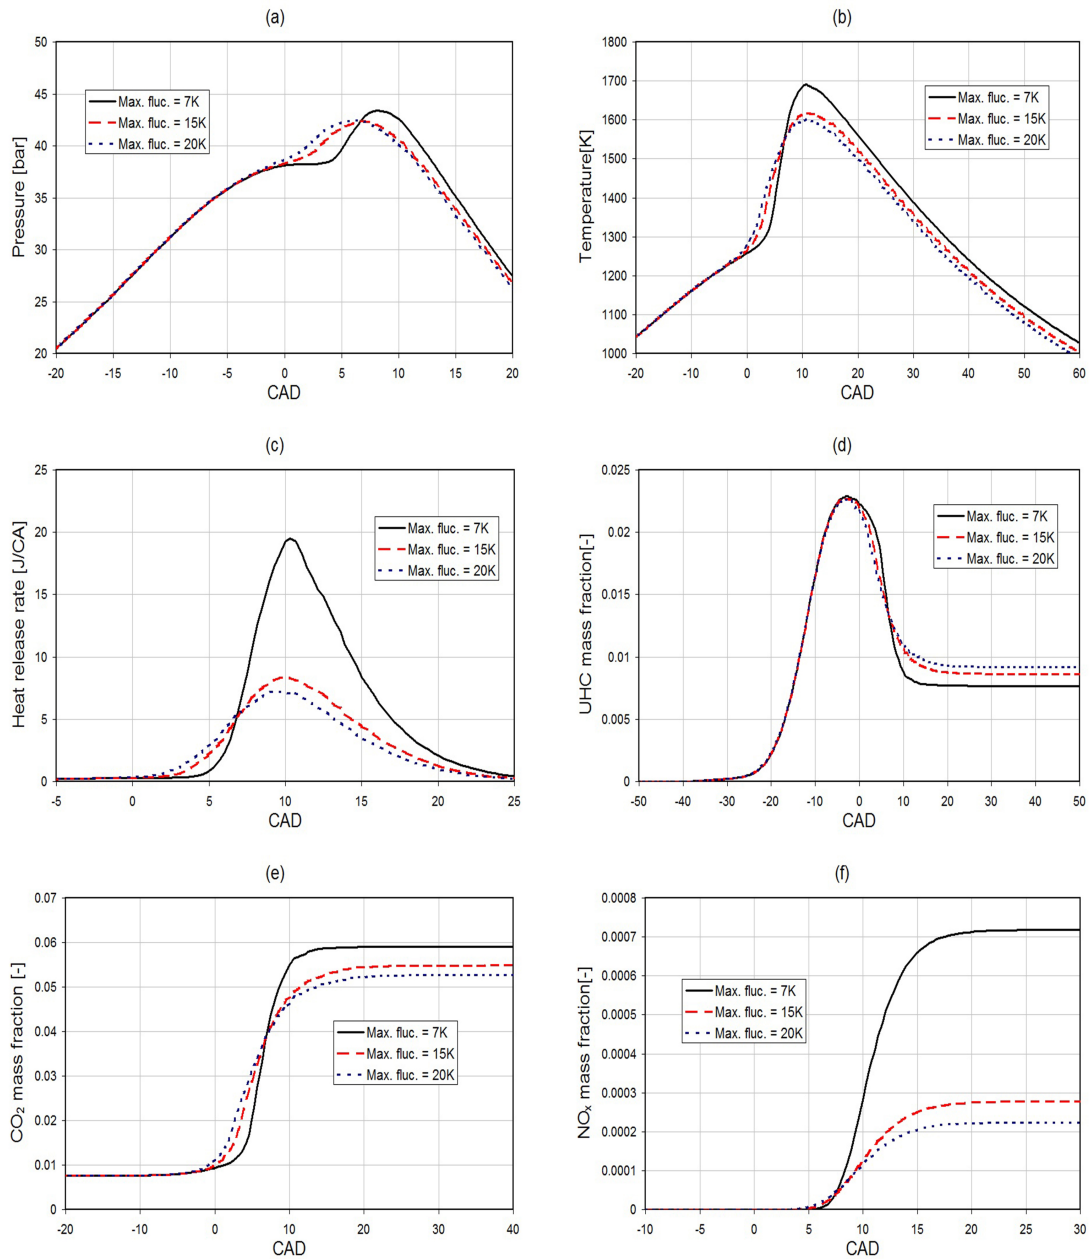 (a)
50
45
40
35
30
25
20
Pressure [bar]
Max. fluc. = 7K
Max. fluc. = 15K
Max. fluc. = 20K
-20 -15 -10 -5 0 5 10 15 20
CAD
(b)
1800
1700
1600
1500
1400
1300
1200
1100
1000
Temperature[K]
Max. fluc. = 7K
Max. fluc. = 15K
Max. fluc. = 20K
-20 -10 0 10 20 30 40 50 60
CAD
(c)
25
20
15
10
5
0
Heat release rate [J/CA]
Max. fluc. = 7K
Max. fluc. = 15K
Max. fluc. = 20K
-5 0 5 10 15 20 25
CAD
(d)
0.025
0.02
0.015
0.01
0.005
0
UHC mass fraction[-]
Max. fluc. = 7K
Max. fluc. = 15K
Max. fluc. = 20K
-50 -40 -30 -20 -10 0 10 20 30 40 50
CAD
(e)
0.07
0.06
0.05
0.04
0.03
0.02
0.01
0
CO₂ mass fraction [-]
Max. fluc. = 7K
Max. fluc. = 15K
Max. fluc. = 20K
-20 -10 0 10 20 30 40
CAD
(f)
0.0008
0.0007
0.0006
0.0005
0.0004
0.0003
0.0002
0.0001
0
NOₓ mass fraction[-]
Max. fluc. = 7K
Max. fluc. = 15K
Max. fluc. = 20K
-10 -5 0 5 10 15 20 25 30
CAD